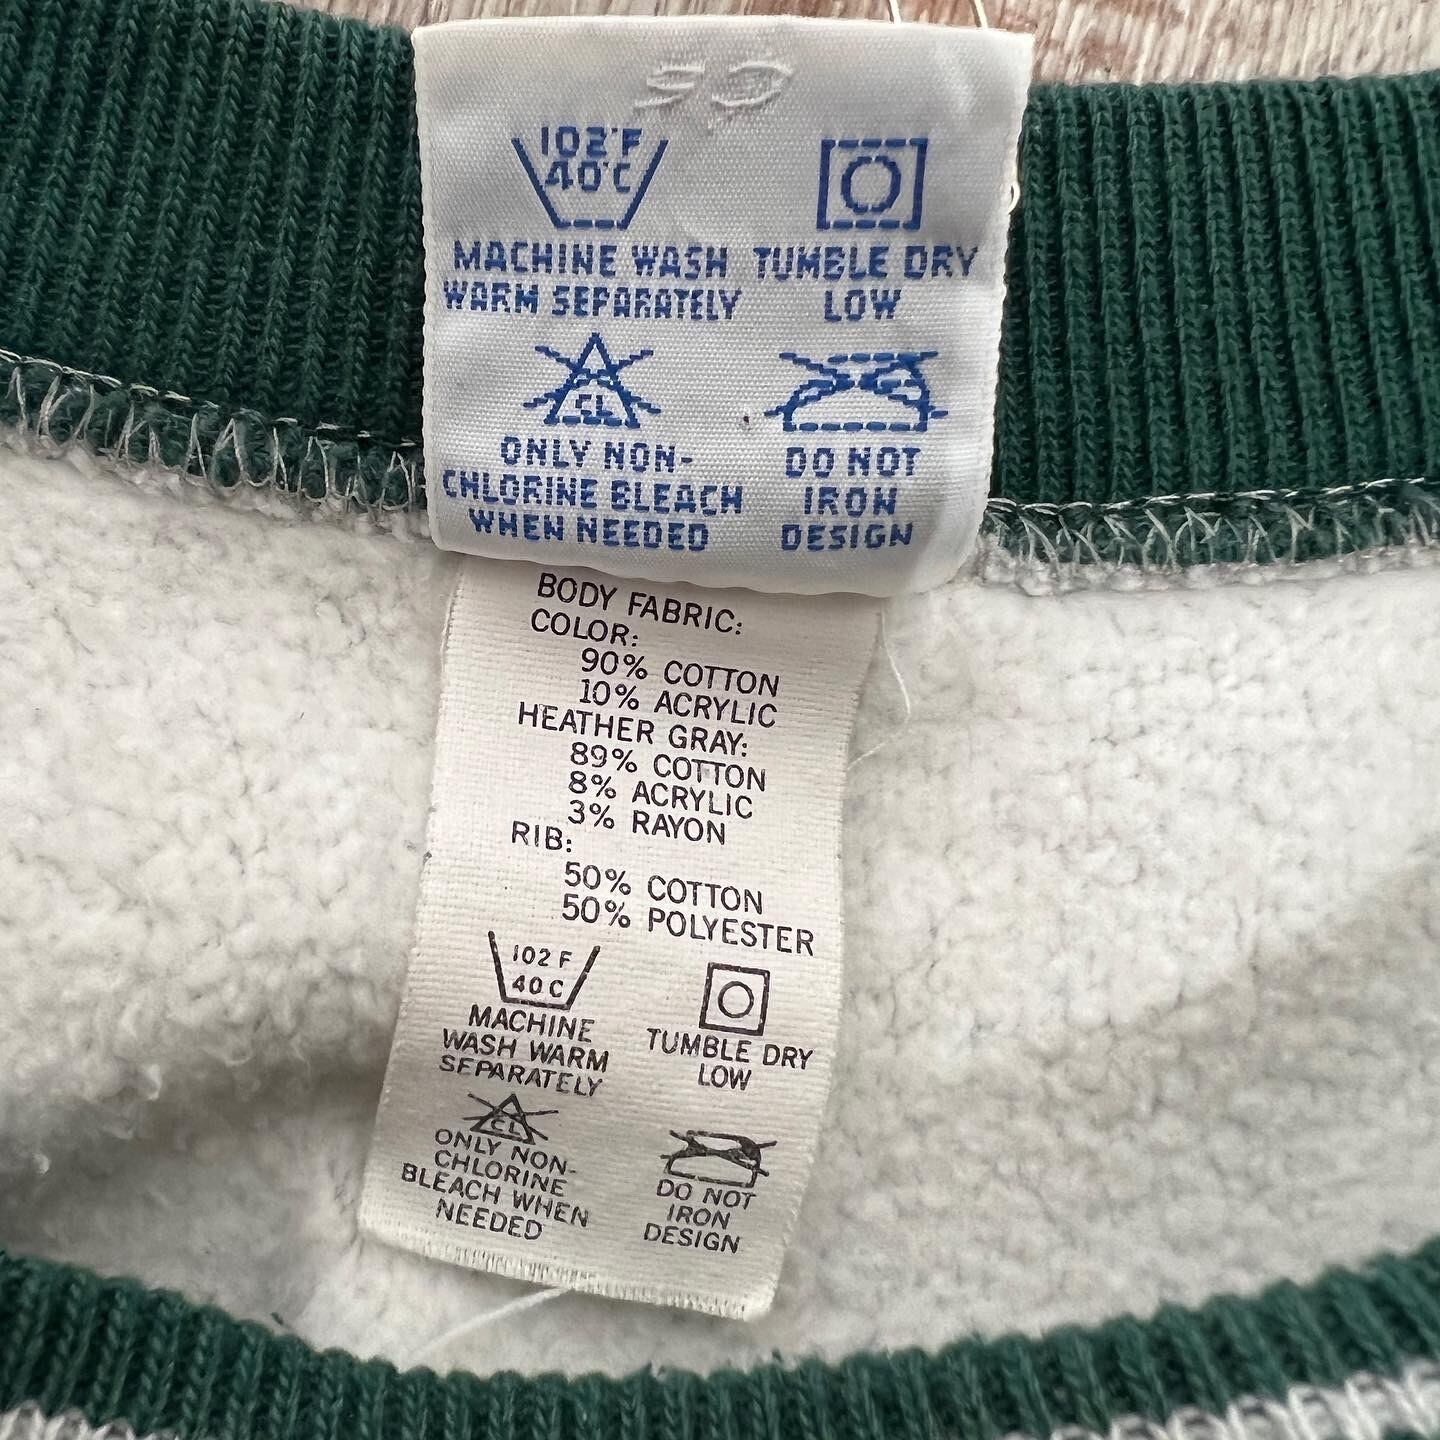 102°F
40°C
MACHINE WASH
WARM SEPARATELY
TUMBLE DRY
LOW
CL
ONLY NON-
CHLORINE BLEACH
WHEN NEEDED
DO NOT
IRON
DESIGN
BODY FABRIC:
COLOR:
90% COTTON
10% ACRYLIC
HEATHER GRAY:
89% COTTON
8% ACRYLIC
3% RAYON
RIB:
50% COTTON
50% POLYESTER
102 F
40 C
MACHINE
WASH WARM
SEPARATELY
TUMBLE DRY
LOW
CL
ONLY NON-
CHLORINE
BLEACH WHEN
NEEDED
DO NOT
IRON
DESIGN